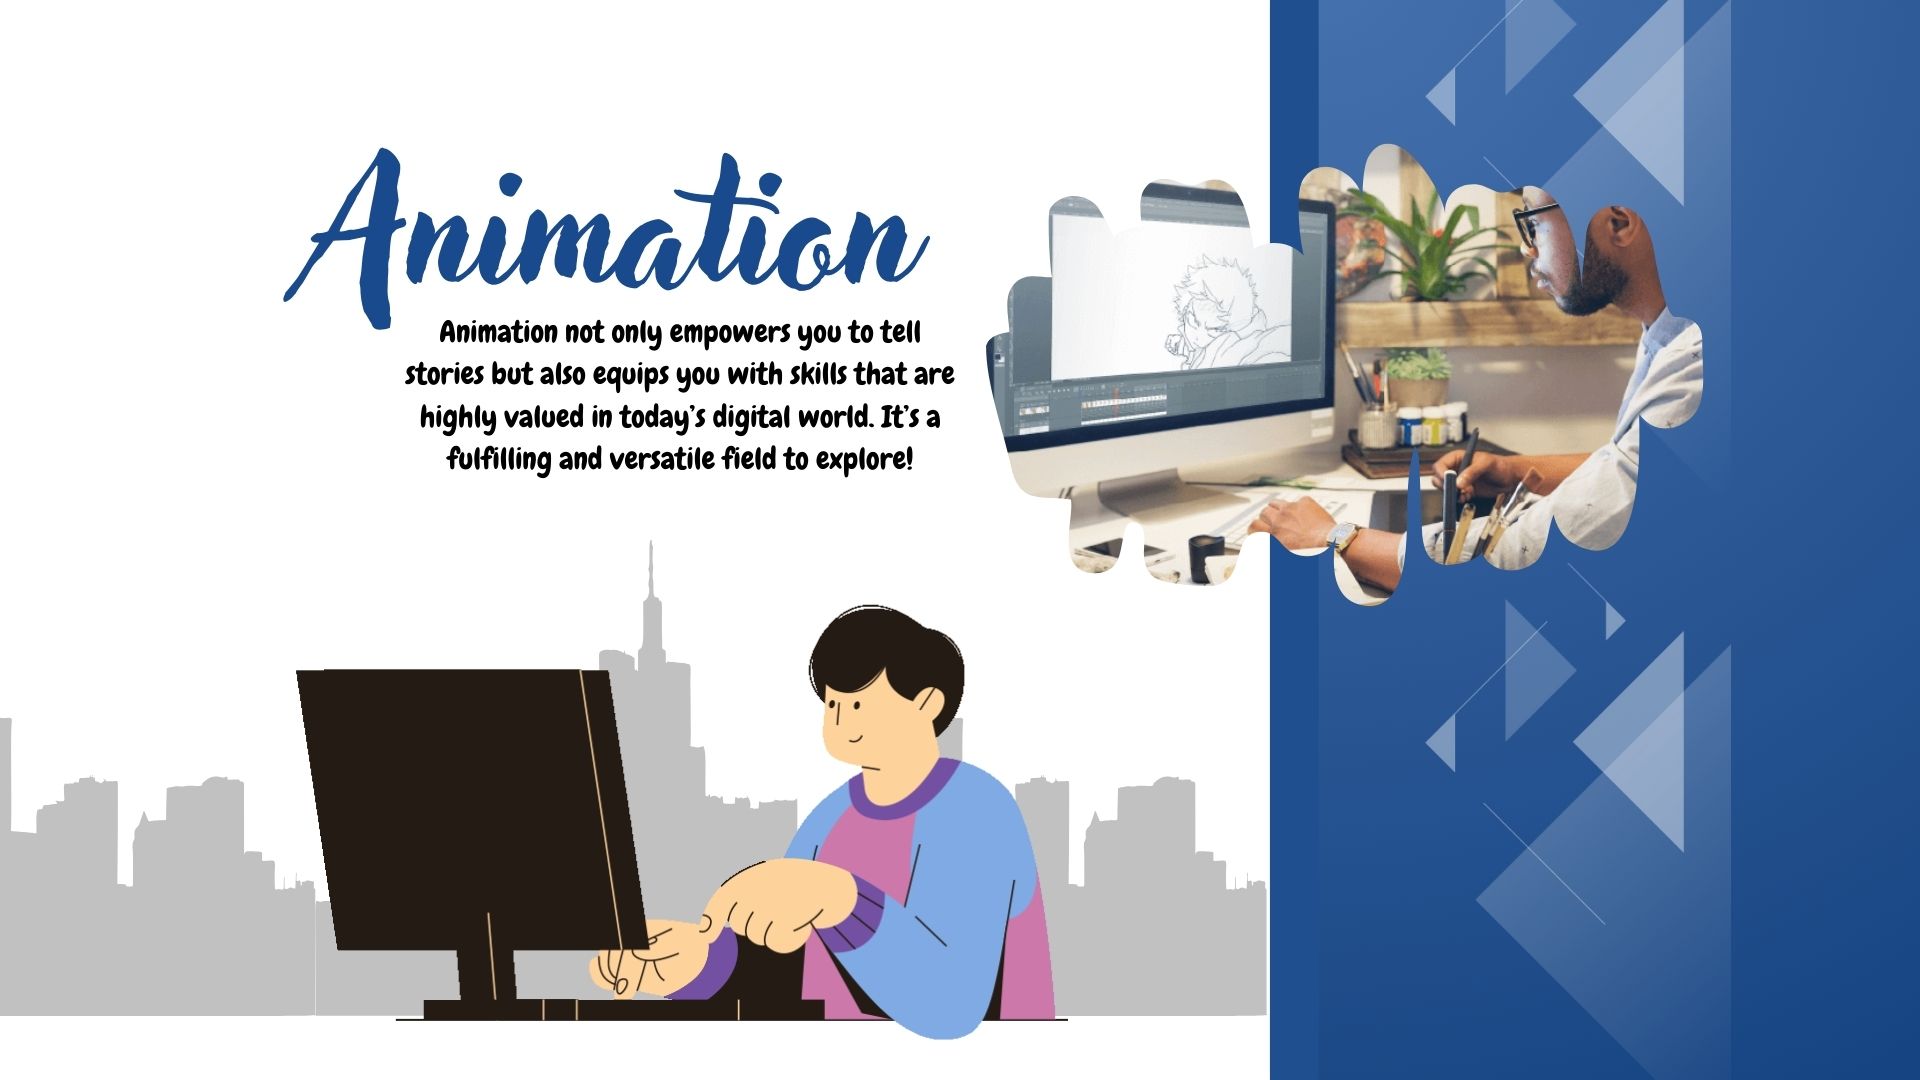 Animation
Animation not only empowers you to tell
stories but also equips you with skills that are
highly valued in today's digital world. It's a
fulfilling and versatile field to explore!